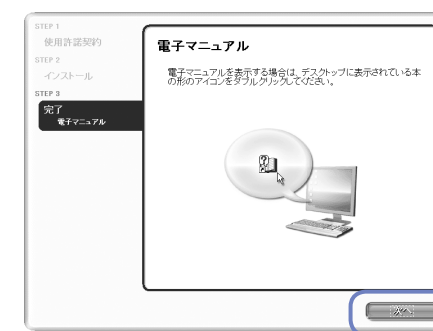 STEP 1
使用許諾契約
STEP 2
インストール
STEP 3
完了
電子マニュアル
電子マニュアル
電子マニュアルを表示する場合は、デスクトップに表示されている本
の形のアイコンをダブルクリックしてください。
次へ